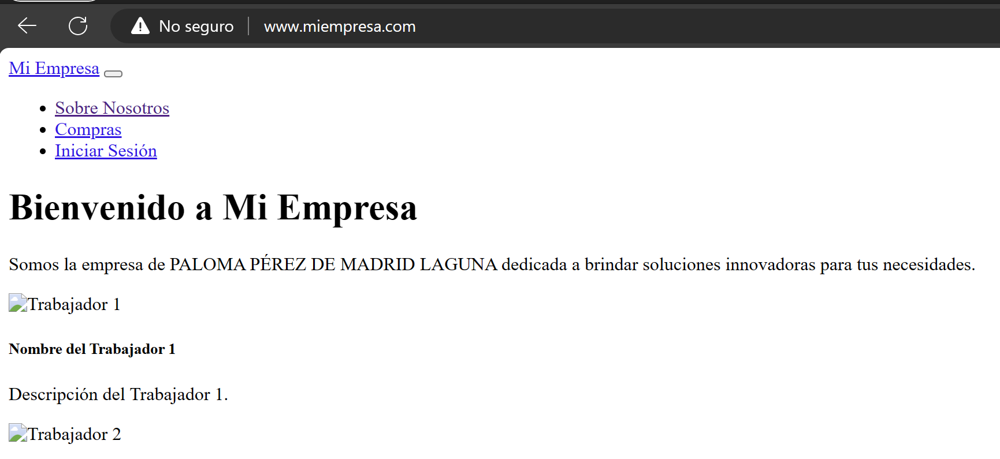 No seguro www.miempresa.com
Mi Empresa
Sobre Nosotros
Compras
Iniciar Sesión
Bienvenido a Mi Empresa
Somos la empresa de PALOMA PÉREZ DE MADRID LAGUNA dedicada a brindar soluciones innovadoras para tus necesidades.
Trabajador 1
Nombre del Trabajador 1
Descripción del Trabajador 1.
Trabajador 2